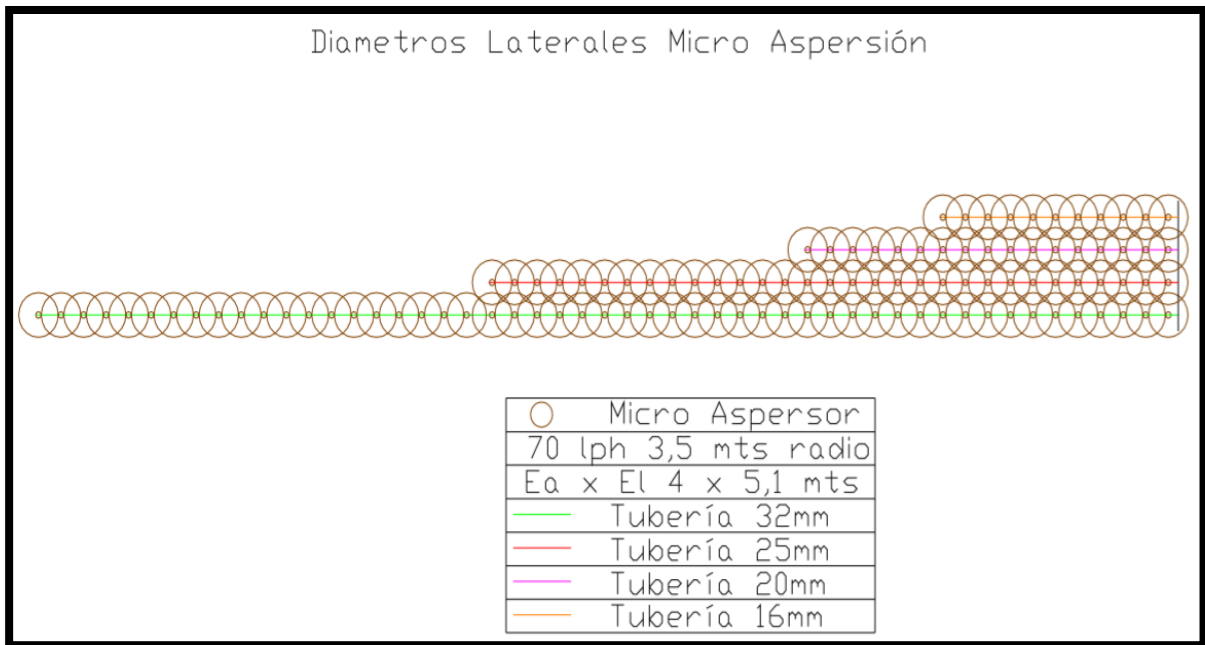 Diametros Laterales Micro Aspersión
Micro Aspersor
70 lph 3,5 mts radio
Ea x El 4 x 5,1 mts
Tubería 32mm
Tubería 25mm
Tubería 20mm
Tubería 16mm